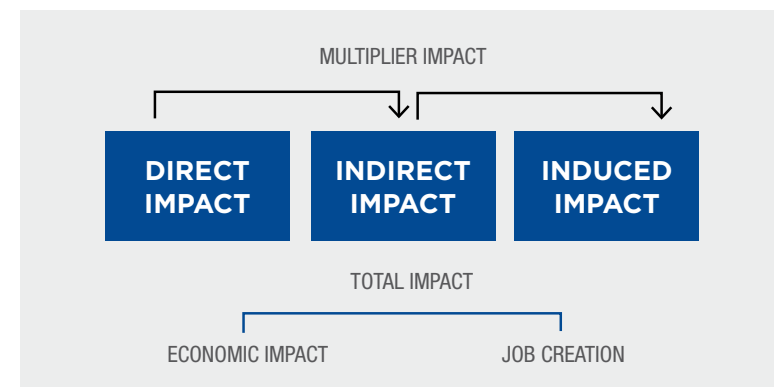 MULTIPLIER IMPACT
DIRECT
IMPACT
INDIRECT
IMPACT
INDUCED
IMPACT
TOTAL IMPACT
ECONOMIC IMPACT
JOB CREATION